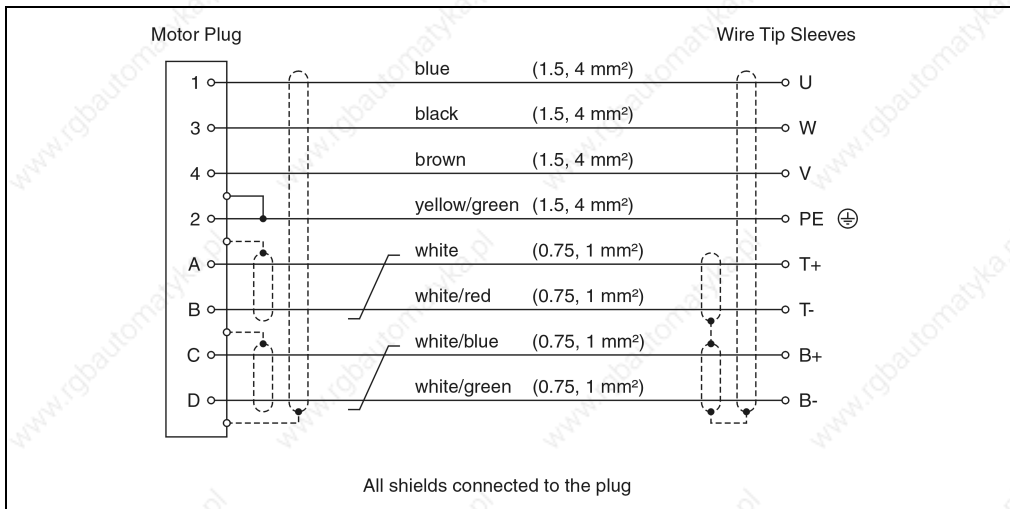 Motor Plug Wire Tip Sleeves
1 blue (1.5, 4 mm²) U
3 black (1.5, 4 mm²) W
4 brown (1.5, 4 mm²) V
2 yellow/green (1.5, 4 mm²) PE
A white (0.75, 1 mm²) T+
B white/red (0.75, 1 mm²) T-
C white/blue (0.75, 1 mm²) B+
D white/green (0.75, 1 mm²) B-
All shields connected to the plug
www.rgbautomatyka.pl